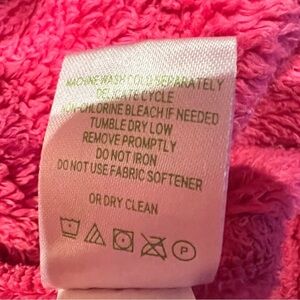 MACHINE WASH COLD SEPARATELY
DELICATE CYCLE
NON-CHLORINE BLEACH IF NEEDED
TUMBLE DRY LOW
REMOVE PROMPTLY
DO NOT IRON
DO NOT USE FABRIC SOFTENER
OR DRY CLEAN
P